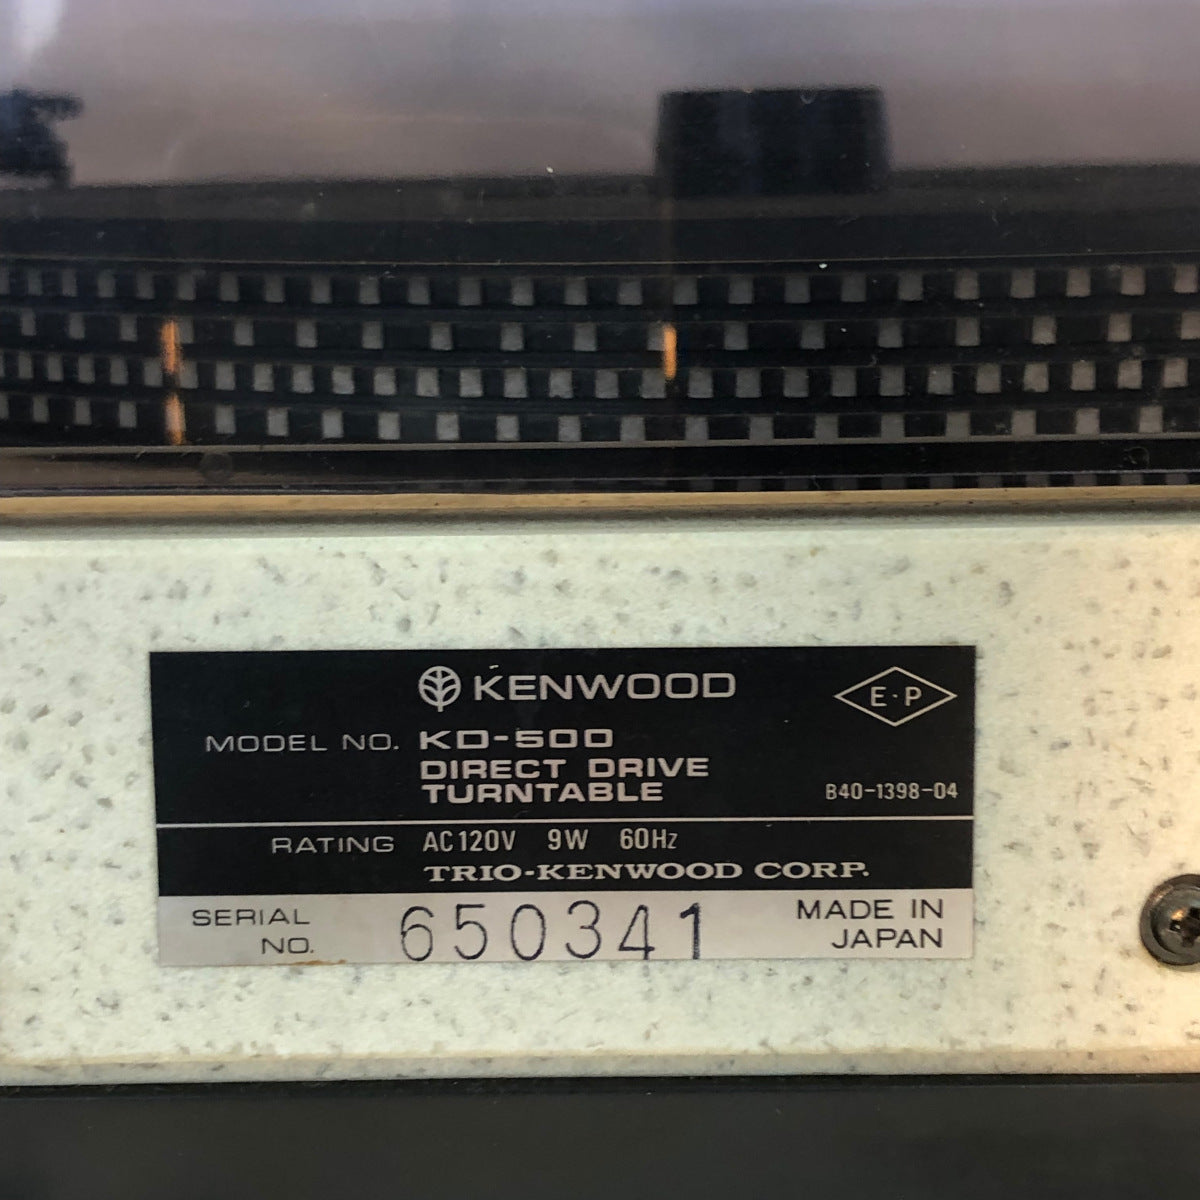 KENWOOD
E·P
MODEL NO. KD-500
DIRECT DRIVE
TURNTABLE
B40-1398-04
RATING AC120V 9W 60Hz
TRIO-KENWOOD CORP.
SERIAL NO. 650341
MADE IN
JAPAN